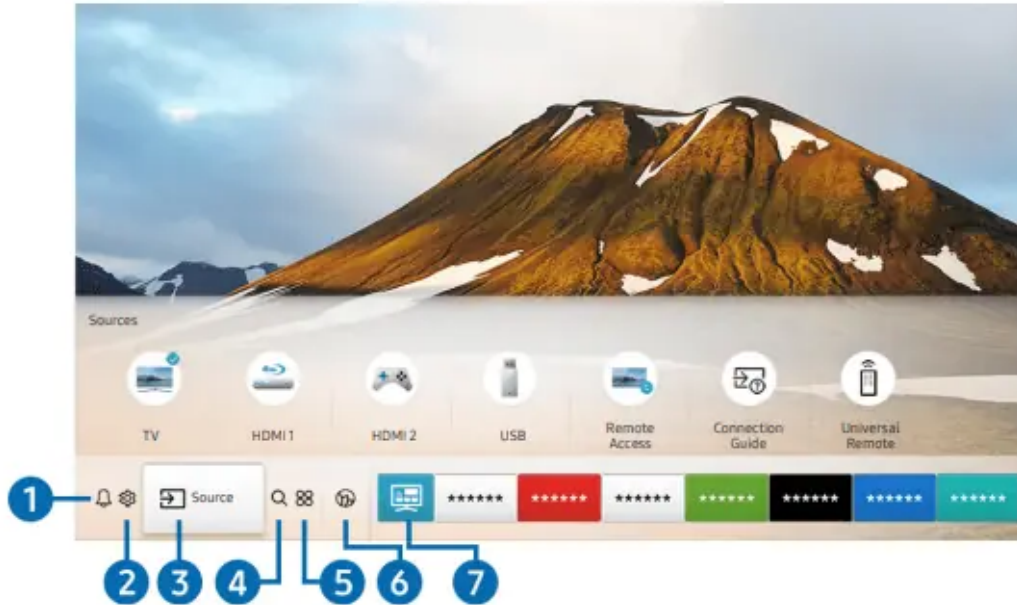 Sources
TV
HDMI 1
HDMI 2
USB
Remote
Access
Connection
Guide
Universal
Remote
1
Source
******
******
******
******
******
******
******
2
3
4
5
6
7